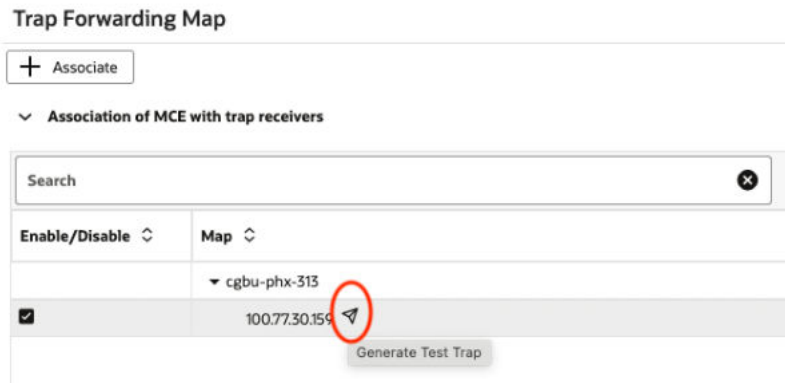 Trap Forwarding Map
+ Associate
Association of MCE with trap receivers
Search
Enable/Disable Map
cgbu-phx-313
100.77.30.159
Generate Test Trap